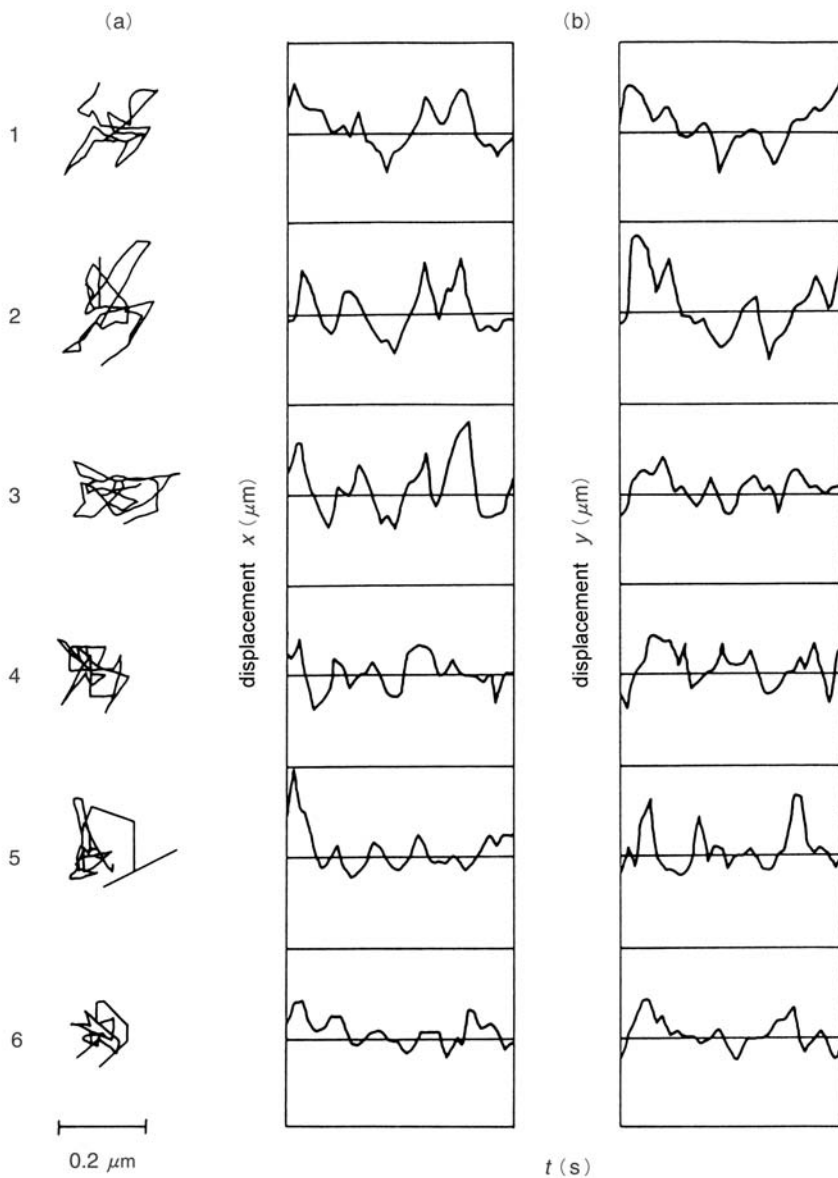 (a)
(b)
1
2
3
4
5
6
displacement x (μm)
displacement y (μm)
0.2 μm
t (s)